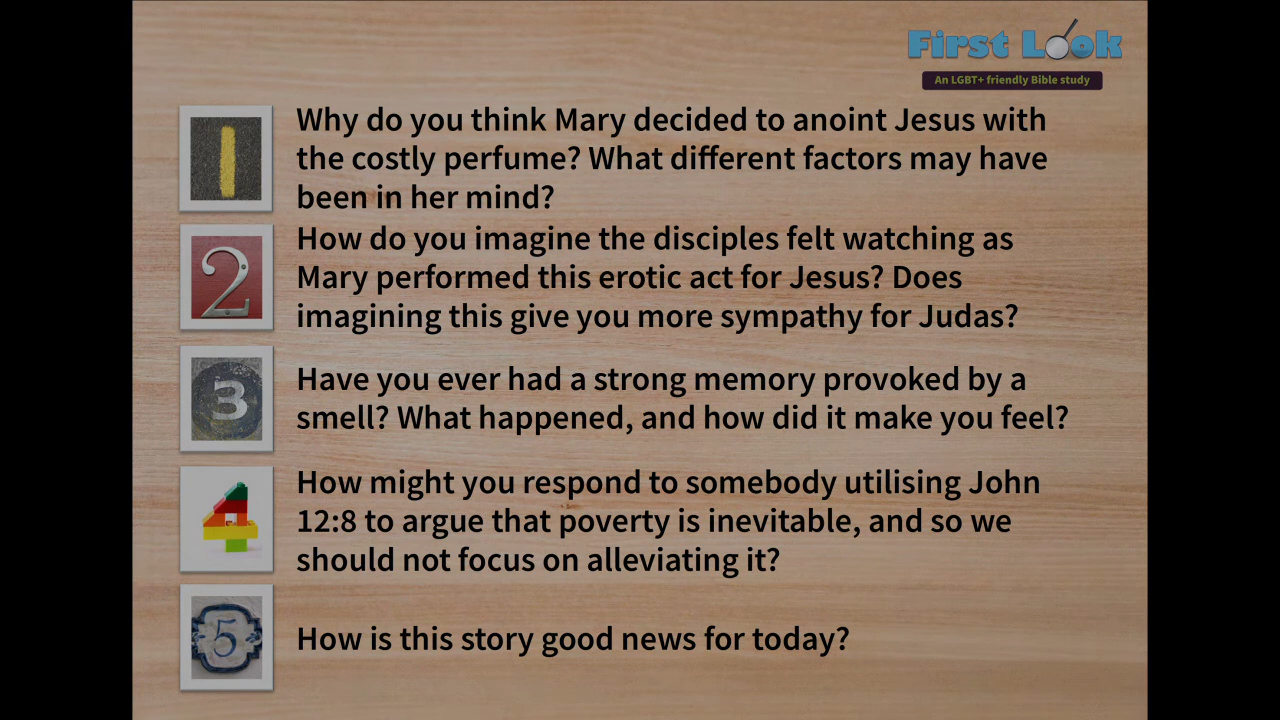 First Look
An LGBT+ friendly Bible study
1
Why do you think Mary decided to anoint Jesus with
the costly perfume? What different factors may have
been in her mind?
2
How do you imagine the disciples felt watching as
Mary performed this erotic act for Jesus? Does
imagining this give you more sympathy for Judas?
3
Have you ever had a strong memory provoked by a
smell? What happened, and how did it make you feel?
4
How might you respond to somebody utilising John
12:8 to argue that poverty is inevitable, and so we
should not focus on alleviating it?
5
How is this story good news for today?